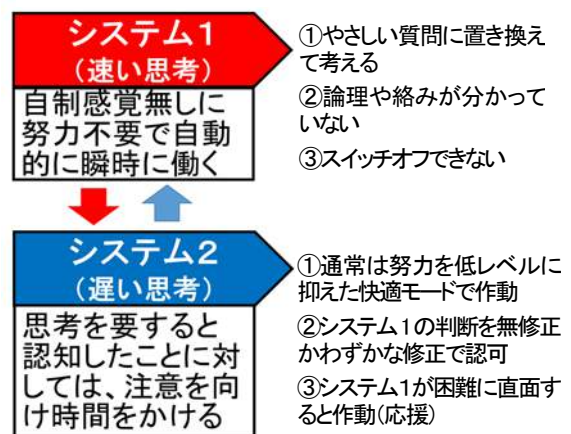 システム1
（速い思考）
自制感覚無しに
努力不要で自動
的に瞬時に働く
①やさしい質問に置き換え
て考える
②論理や絡みが分かって
いない
③スイッチオフできない
システム2
（遅い思考）
思考を要すると
認知したことに対
しては、注意を向
け時間をかける
①通常は努力を低レベルに
抑えた快適モードで作動
②システム1の判断を無修正
かわずかな修正で認可
③システム1が困難に直面す
ると作動(応援)